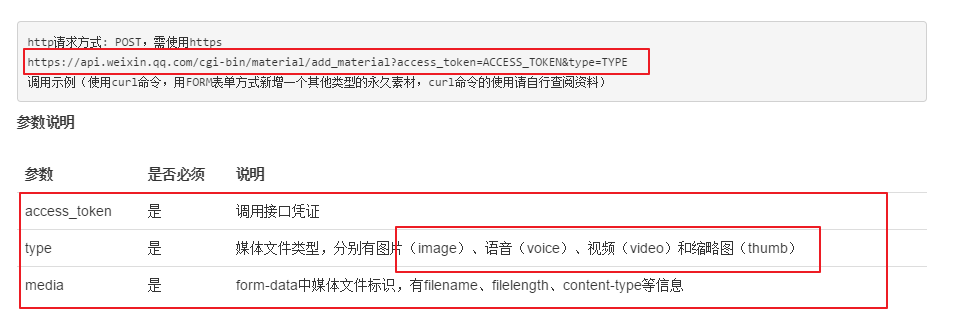 http请求方式: POST，需使用https
https://api.weixin.qq.com/cgi-bin/material/add_material?access_token=ACCESS_TOKEN&type=TYPE
调用示例（使用curl命令，用FORM表单方式新增一个其他类型的永久素材，curl命令的使用请自行查阅资料）
参数说明
参数 是否必须 说明
access_token 是 调用接口凭证
type 是 媒体文件类型，分别有图片（image）、语音（voice）、视频（video）和缩略图（thumb）
media 是 form-data中媒体文件标识，有filename、filelength、content-type等信息